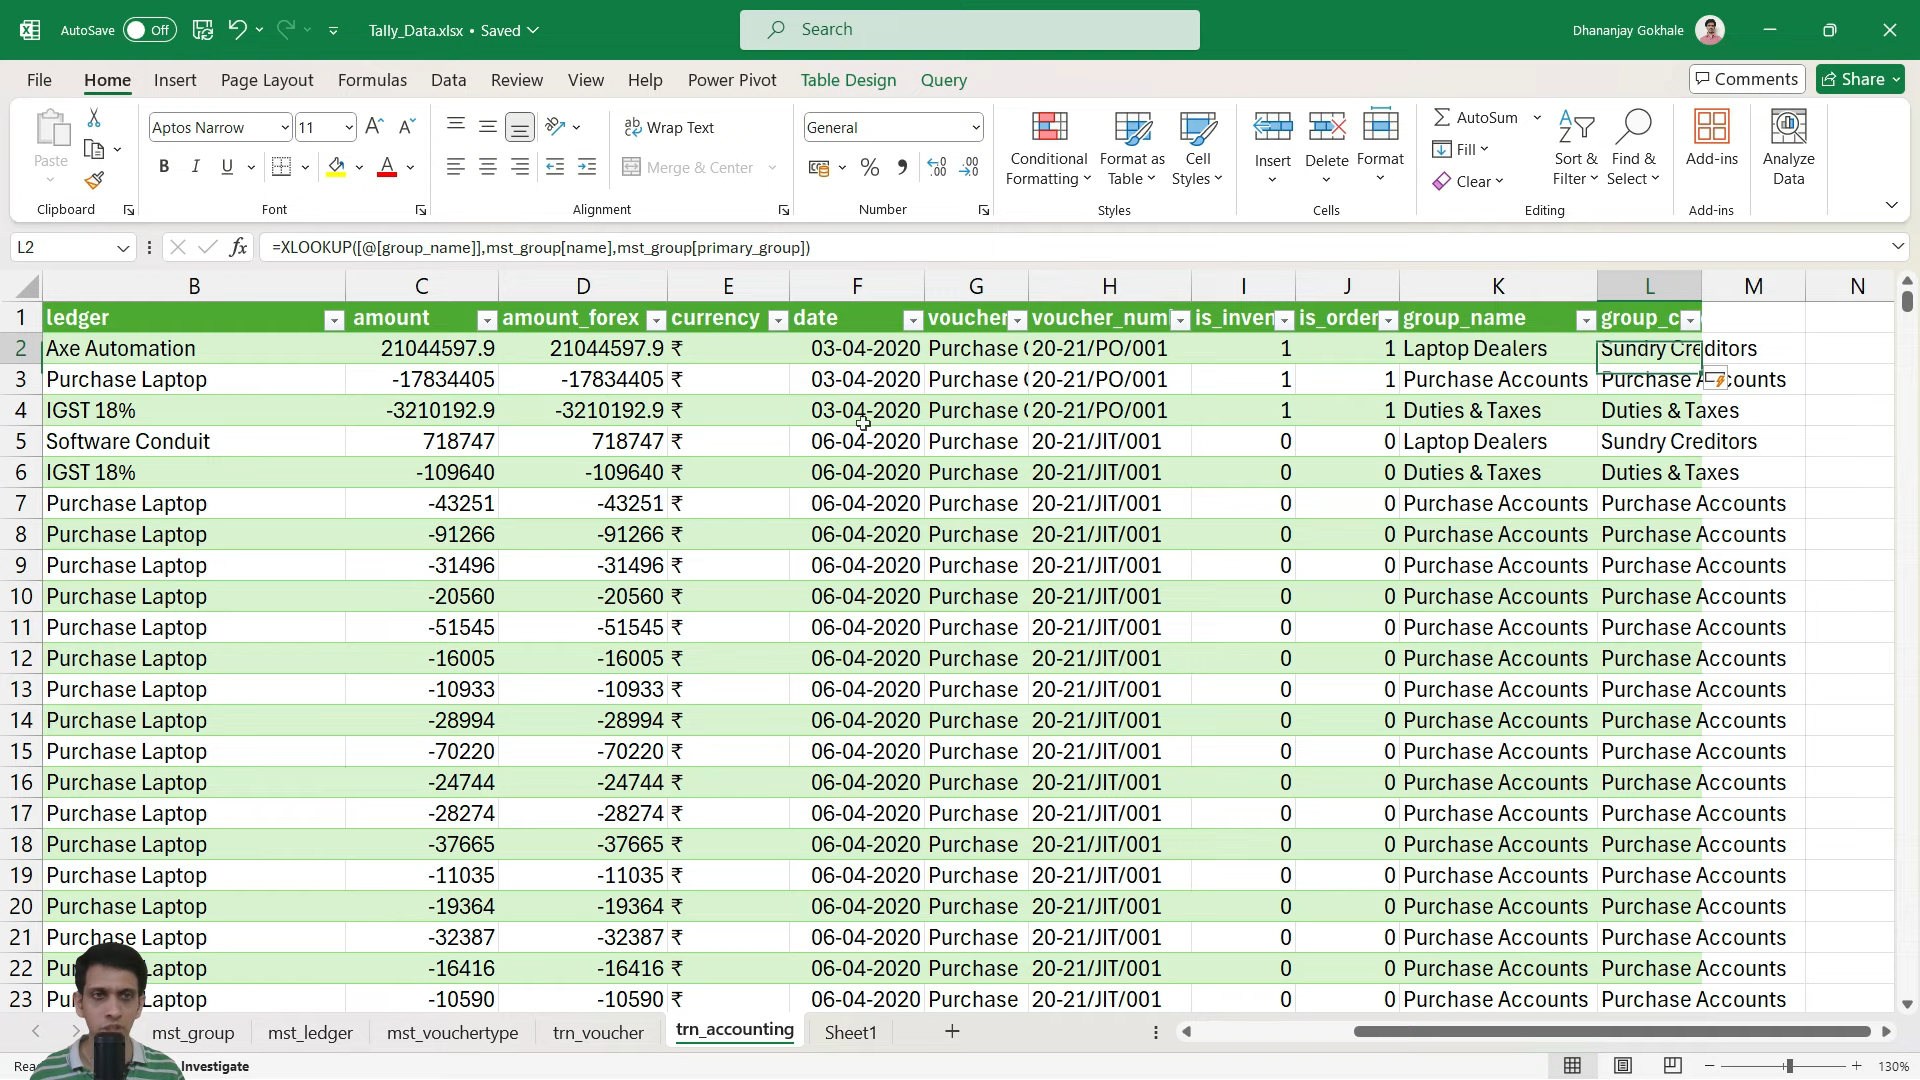 AutoSave Off Tally_Data.xlsx • Saved Search Dhananjay Gokhale
File Home Insert Page Layout Formulas Data Review View Help Power Pivot Table Design Query Comments Share
Paste Aptos Narrow 11 Wrap Text General Conditional Formatting Format as Table Cell Styles Insert Delete Format AutoSum Fill Clear Sort & Filter Find & Select Add-ins Analyze Data
B I U Merge & Center
Clipboard Font Alignment Number Styles Cells Editing Add-ins
L2 fx =XLOOKUP([@[group_name]],mst_group[name],mst_group[primary_group])
B C D E F G H I J K L M N
1 ledger amount amount_forex currency date voucher voucher_num is_inven is_order group_name group_c
2 Axe Automation 21044597.9 21044597.9 ₹ 03-04-2020 Purchase 20-21/PO/001 1 1 Laptop Dealers Sundry Creditors
3 Purchase Laptop -17834405 -17834405 ₹ 03-04-2020 Purchase 20-21/PO/001 1 1 Purchase Accounts Purchase Accounts
4 IGST 18% -3210192.9 -3210192.9 ₹ 03-04-2020 Purchase 20-21/PO/001 1 1 Duties & Taxes Duties & Taxes
5 Software Conduit 718747 718747 ₹ 06-04-2020 Purchase 20-21/JIT/001 0 0 Laptop Dealers Sundry Creditors
6 IGST 18% -109640 -109640 ₹ 06-04-2020 Purchase 20-21/JIT/001 0 0 Duties & Taxes Duties & Taxes
7 Purchase Laptop -43251 -43251 ₹ 06-04-2020 Purchase 20-21/JIT/001 0 0 Purchase Accounts Purchase Accounts
8 Purchase Laptop -91266 -91266 ₹ 06-04-2020 Purchase 20-21/JIT/001 0 0 Purchase Accounts Purchase Accounts
9 Purchase Laptop -31496 -31496 ₹ 06-04-2020 Purchase 20-21/JIT/001 0 0 Purchase Accounts Purchase Accounts
10 Purchase Laptop -20560 -20560 ₹ 06-04-2020 Purchase 20-21/JIT/001 0 0 Purchase Accounts Purchase Accounts
11 Purchase Laptop -51545 -51545 ₹ 06-04-2020 Purchase 20-21/JIT/001 0 0 Purchase Accounts Purchase Accounts
12 Purchase Laptop -16005 -16005 ₹ 06-04-2020 Purchase 20-21/JIT/001 0 0 Purchase Accounts Purchase Accounts
13 Purchase Laptop -10933 -10933 ₹ 06-04-2020 Purchase 20-21/JIT/001 0 0 Purchase Accounts Purchase Accounts
14 Purchase Laptop -28994 -28994 ₹ 06-04-2020 Purchase 20-21/JIT/001 0 0 Purchase Accounts Purchase Accounts
15 Purchase Laptop -70220 -70220 ₹ 06-04-2020 Purchase 20-21/JIT/001 0 0 Purchase Accounts Purchase Accounts
16 Purchase Laptop -24744 -24744 ₹ 06-04-2020 Purchase 20-21/JIT/001 0 0 Purchase Accounts Purchase Accounts
17 Purchase Laptop -28274 -28274 ₹ 06-04-2020 Purchase 20-21/JIT/001 0 0 Purchase Accounts Purchase Accounts
18 Purchase Laptop -37665 -37665 ₹ 06-04-2020 Purchase 20-21/JIT/001 0 0 Purchase Accounts Purchase Accounts
19 Purchase Laptop -11035 -11035 ₹ 06-04-2020 Purchase 20-21/JIT/001 0 0 Purchase Accounts Purchase Accounts
20 Purchase Laptop -19364 -19364 ₹ 06-04-2020 Purchase 20-21/JIT/001 0 0 Purchase Accounts Purchase Accounts
21 Purchase Laptop -32387 -32387 ₹ 06-04-2020 Purchase 20-21/JIT/001 0 0 Purchase Accounts Purchase Accounts
22 Laptop -16416 -16416 ₹ 06-04-2020 Purchase 20-21/JIT/001 0 0 Purchase Accounts Purchase Accounts
23 Laptop -10590 -10590 ₹ 06-04-2020 Purchase 20-21/JIT/001 0 0 Purchase Accounts Purchase Accounts
mst_group mst_ledger mst_vouchertype trn_voucher trn_accounting Sheet1
Investigate 130%